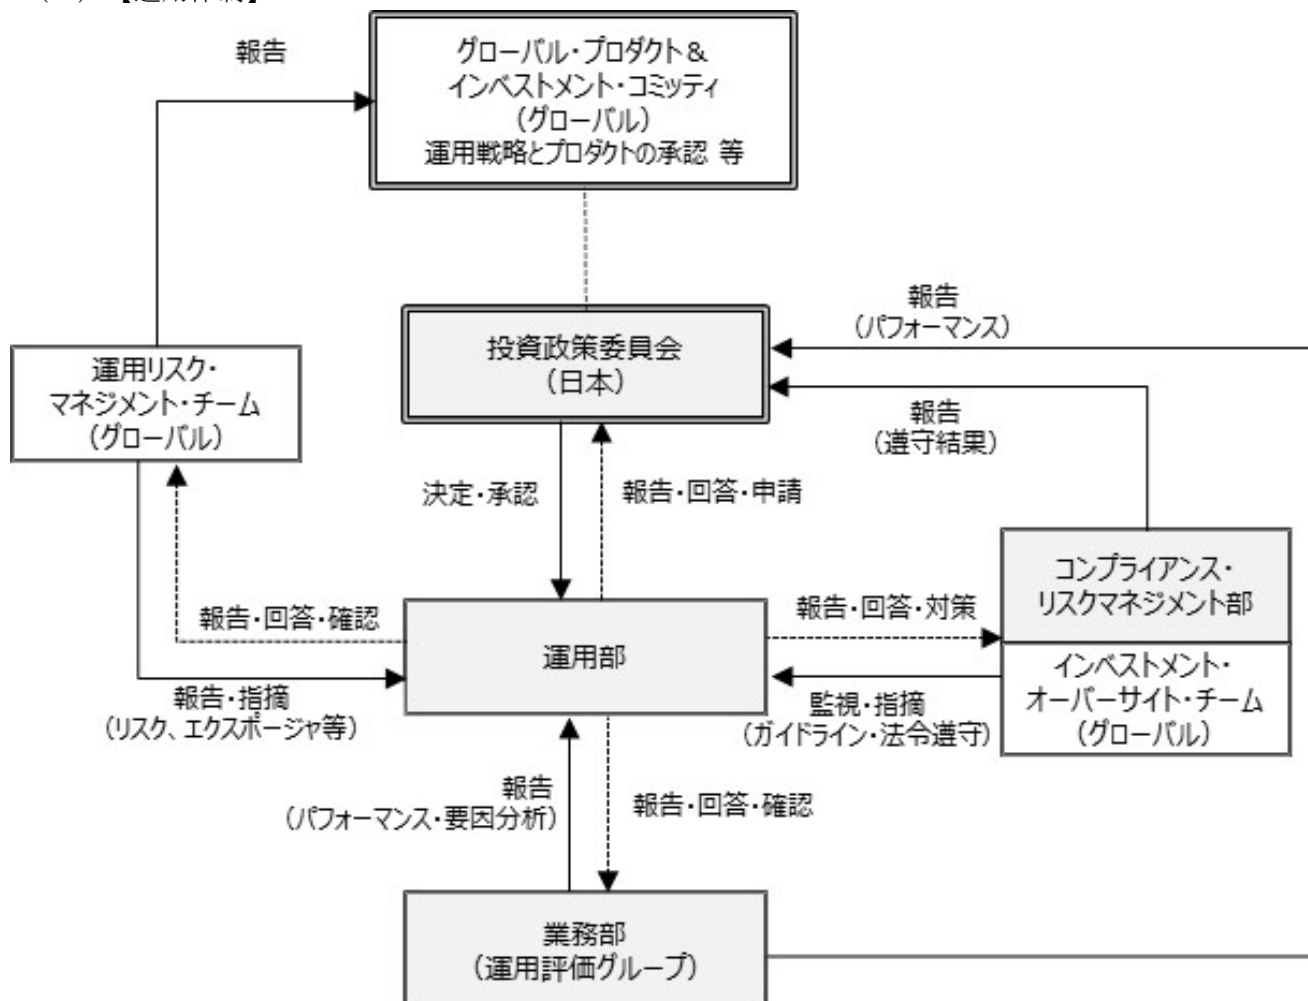 【運用体制】
報告
グローバル・プロダクト＆
インベストメント・コミッティ
（グローバル）
運用戦略とプロダクトの承認 等
報告
（パフォーマンス）
投資政策委員会
（日本）
運用リスク・
マネジメント・チーム
（グローバル）
報告
（遵守結果）
決定・承認
報告・回答・申請
コンプライアンス・
リスクマネジメント部
報告・回答・確認
報告・回答・対策
運用部
インベストメント・
オーバーサイト・チーム
（グローバル）
報告・指摘
（リスク、エクスポージャ等）
監視・指摘
（ガイドライン・法令遵守）
報告
（パフォーマンス・要因分析）
報告・回答・確認
業務部
（運用評価グループ）